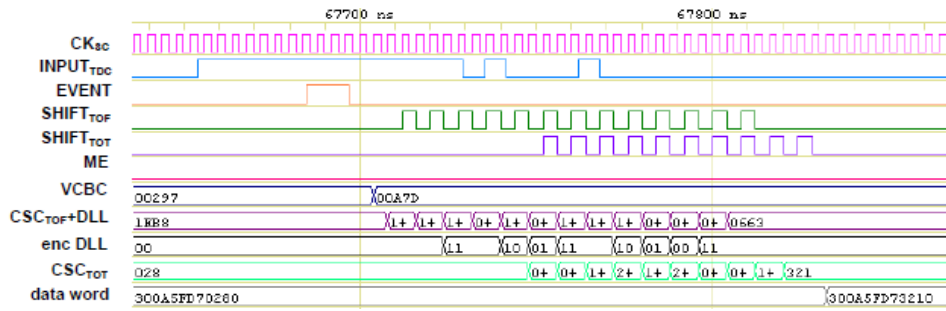 67700 ns 67800 ns
CKSC
INPUTTDC
EVENT
SHIFTTOF
SHIFTTOT
ME
VCBC 00297 00A7D
CSCTOF+DLL 1EB8 1+ 1+ 1+ 0+ 1+ 0+ 1+ 1+ 1+ 0+ 0+ 0+ 0663
enc DLL 00 11 10 01 11 10 01 00 11
CSCTOT 028 0+ 0+ 1+ 2+ 1+ 2+ 0+ 0+ 1+ 321
data word 300A5FD70280 300A5FD73210